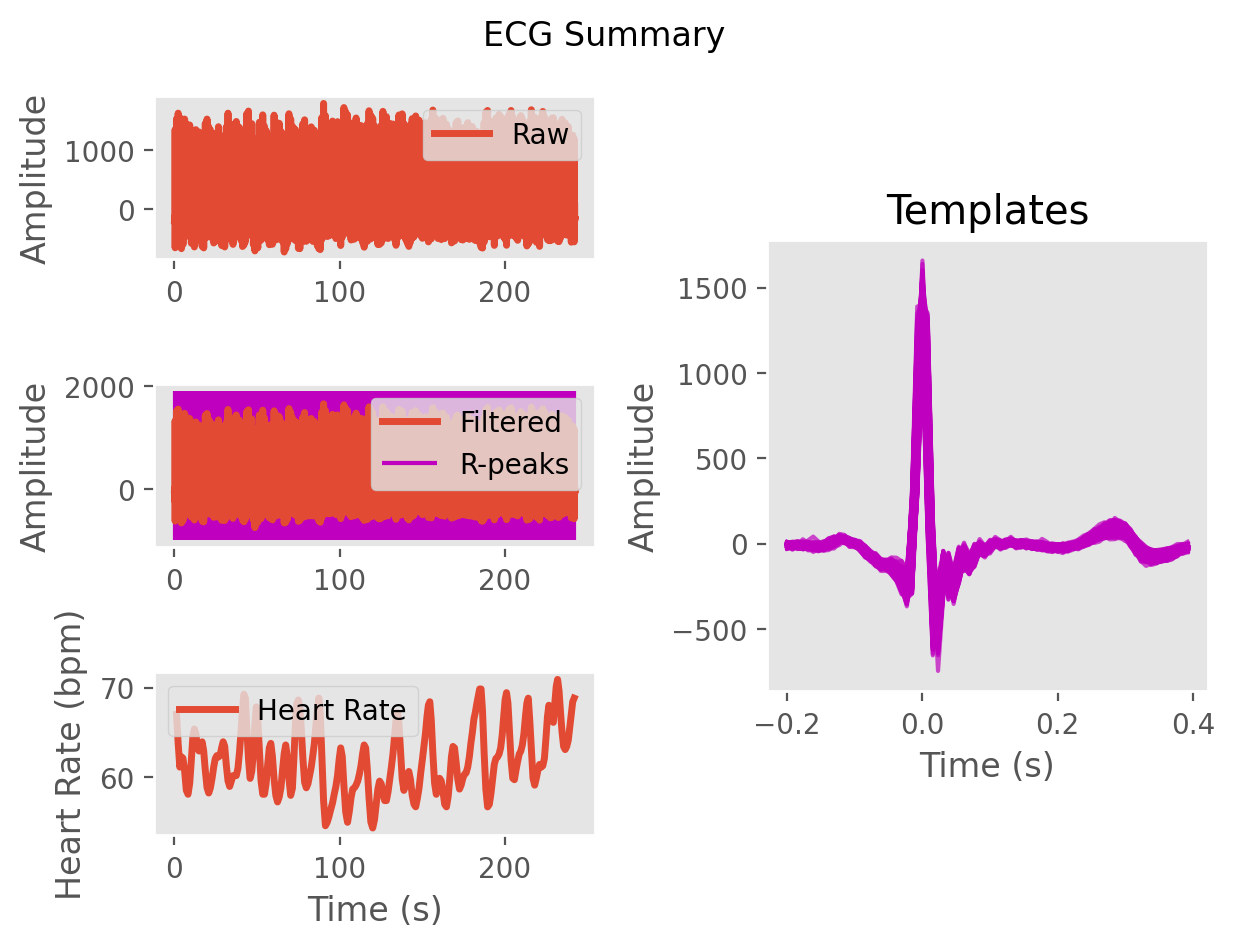 ECG Summary
Amplitude
1000
0
Raw
0 100 200
Amplitude
2000
0
Filtered
R-peaks
0 100 200
Heart Rate (bpm)
70
60
Heart Rate
0 100 200
Time (s)
Templates
Amplitude
1500
1000
500
0
−500
−0.2 0.0 0.2 0.4
Time (s)